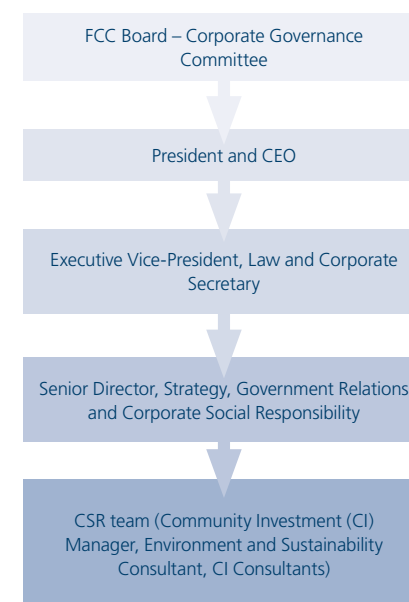 FCC Board – Corporate Governance
Committee
President and CEO
Executive Vice-President, Law and Corporate
Secretary
Senior Director, Strategy, Government Relations
and Corporate Social Responsibility
CSR team (Community Investment (CI)
Manager, Environment and Sustainability
Consultant, CI Consultants)